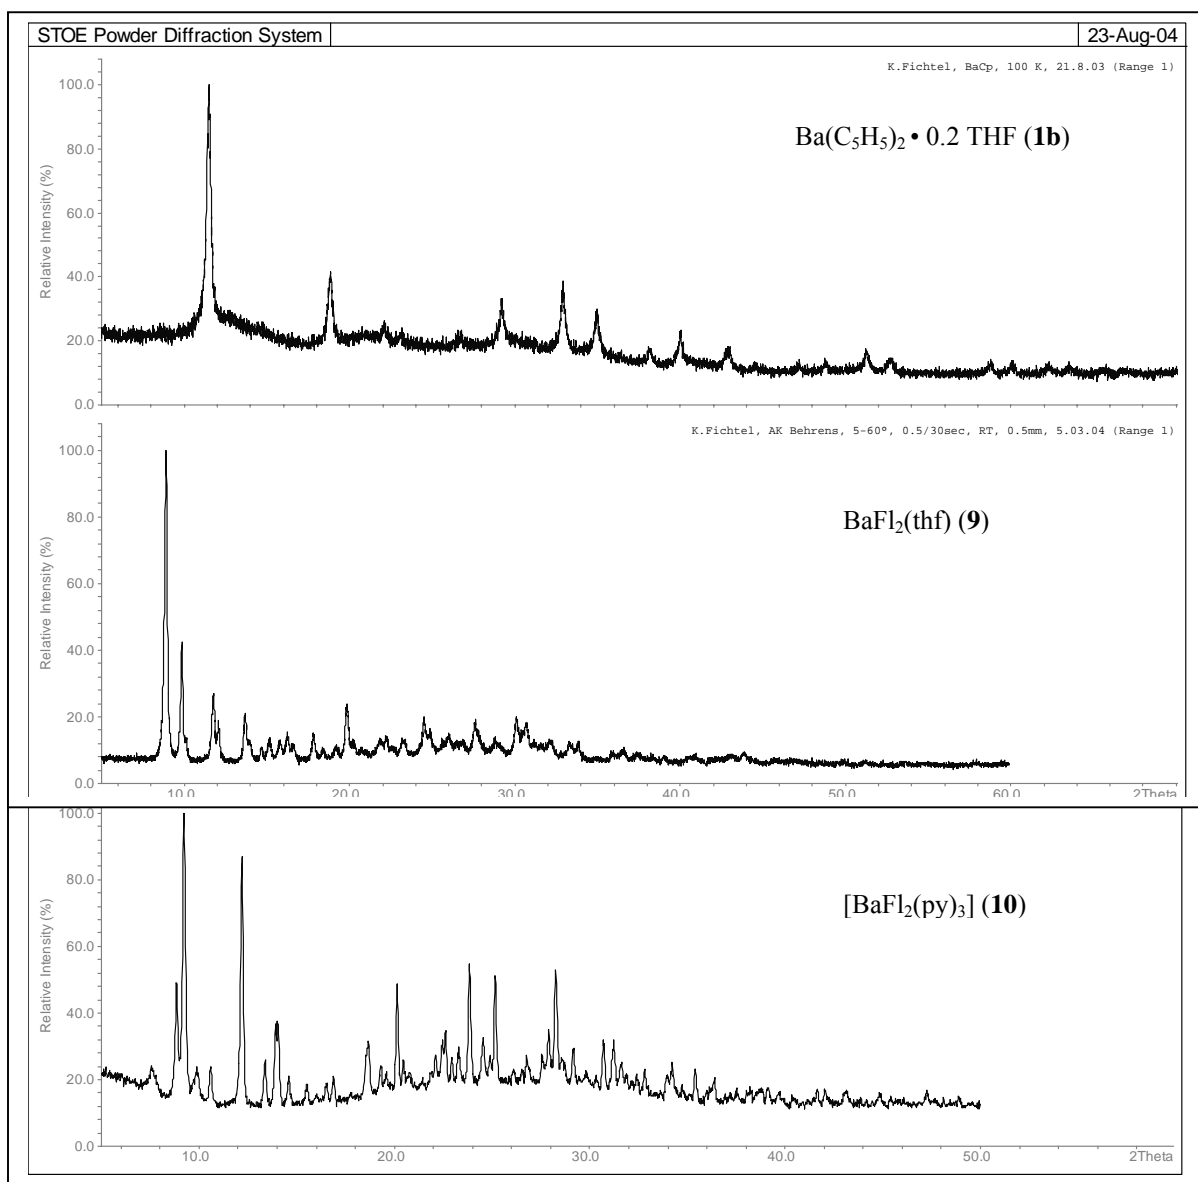 STOE Powder Diffraction System 23-Aug-04
K.Fichtel, BaCp, 100 K, 21.8.03 (Range 1)
Ba(C₅H₅)₂ • 0.2 THF (1b)
Relative Intensity (%)
100.0
80.0
60.0
40.0
20.0
0.0
K.Fichtel, AK Behrens, 5-60°, 0.5/30sec, RT, 0.5mm, 5.03.04 (Range 1)
BaFl₂(thf) (9)
Relative Intensity (%)
100.0
80.0
60.0
40.0
20.0
0.0
10.0 20.0 30.0 40.0 50.0 60.0 2Theta
[BaFl₂(py)₃] (10)
Relative Intensity (%)
100.0
80.0
60.0
40.0
20.0
0.0
10.0 20.0 30.0 40.0 50.0 2Theta